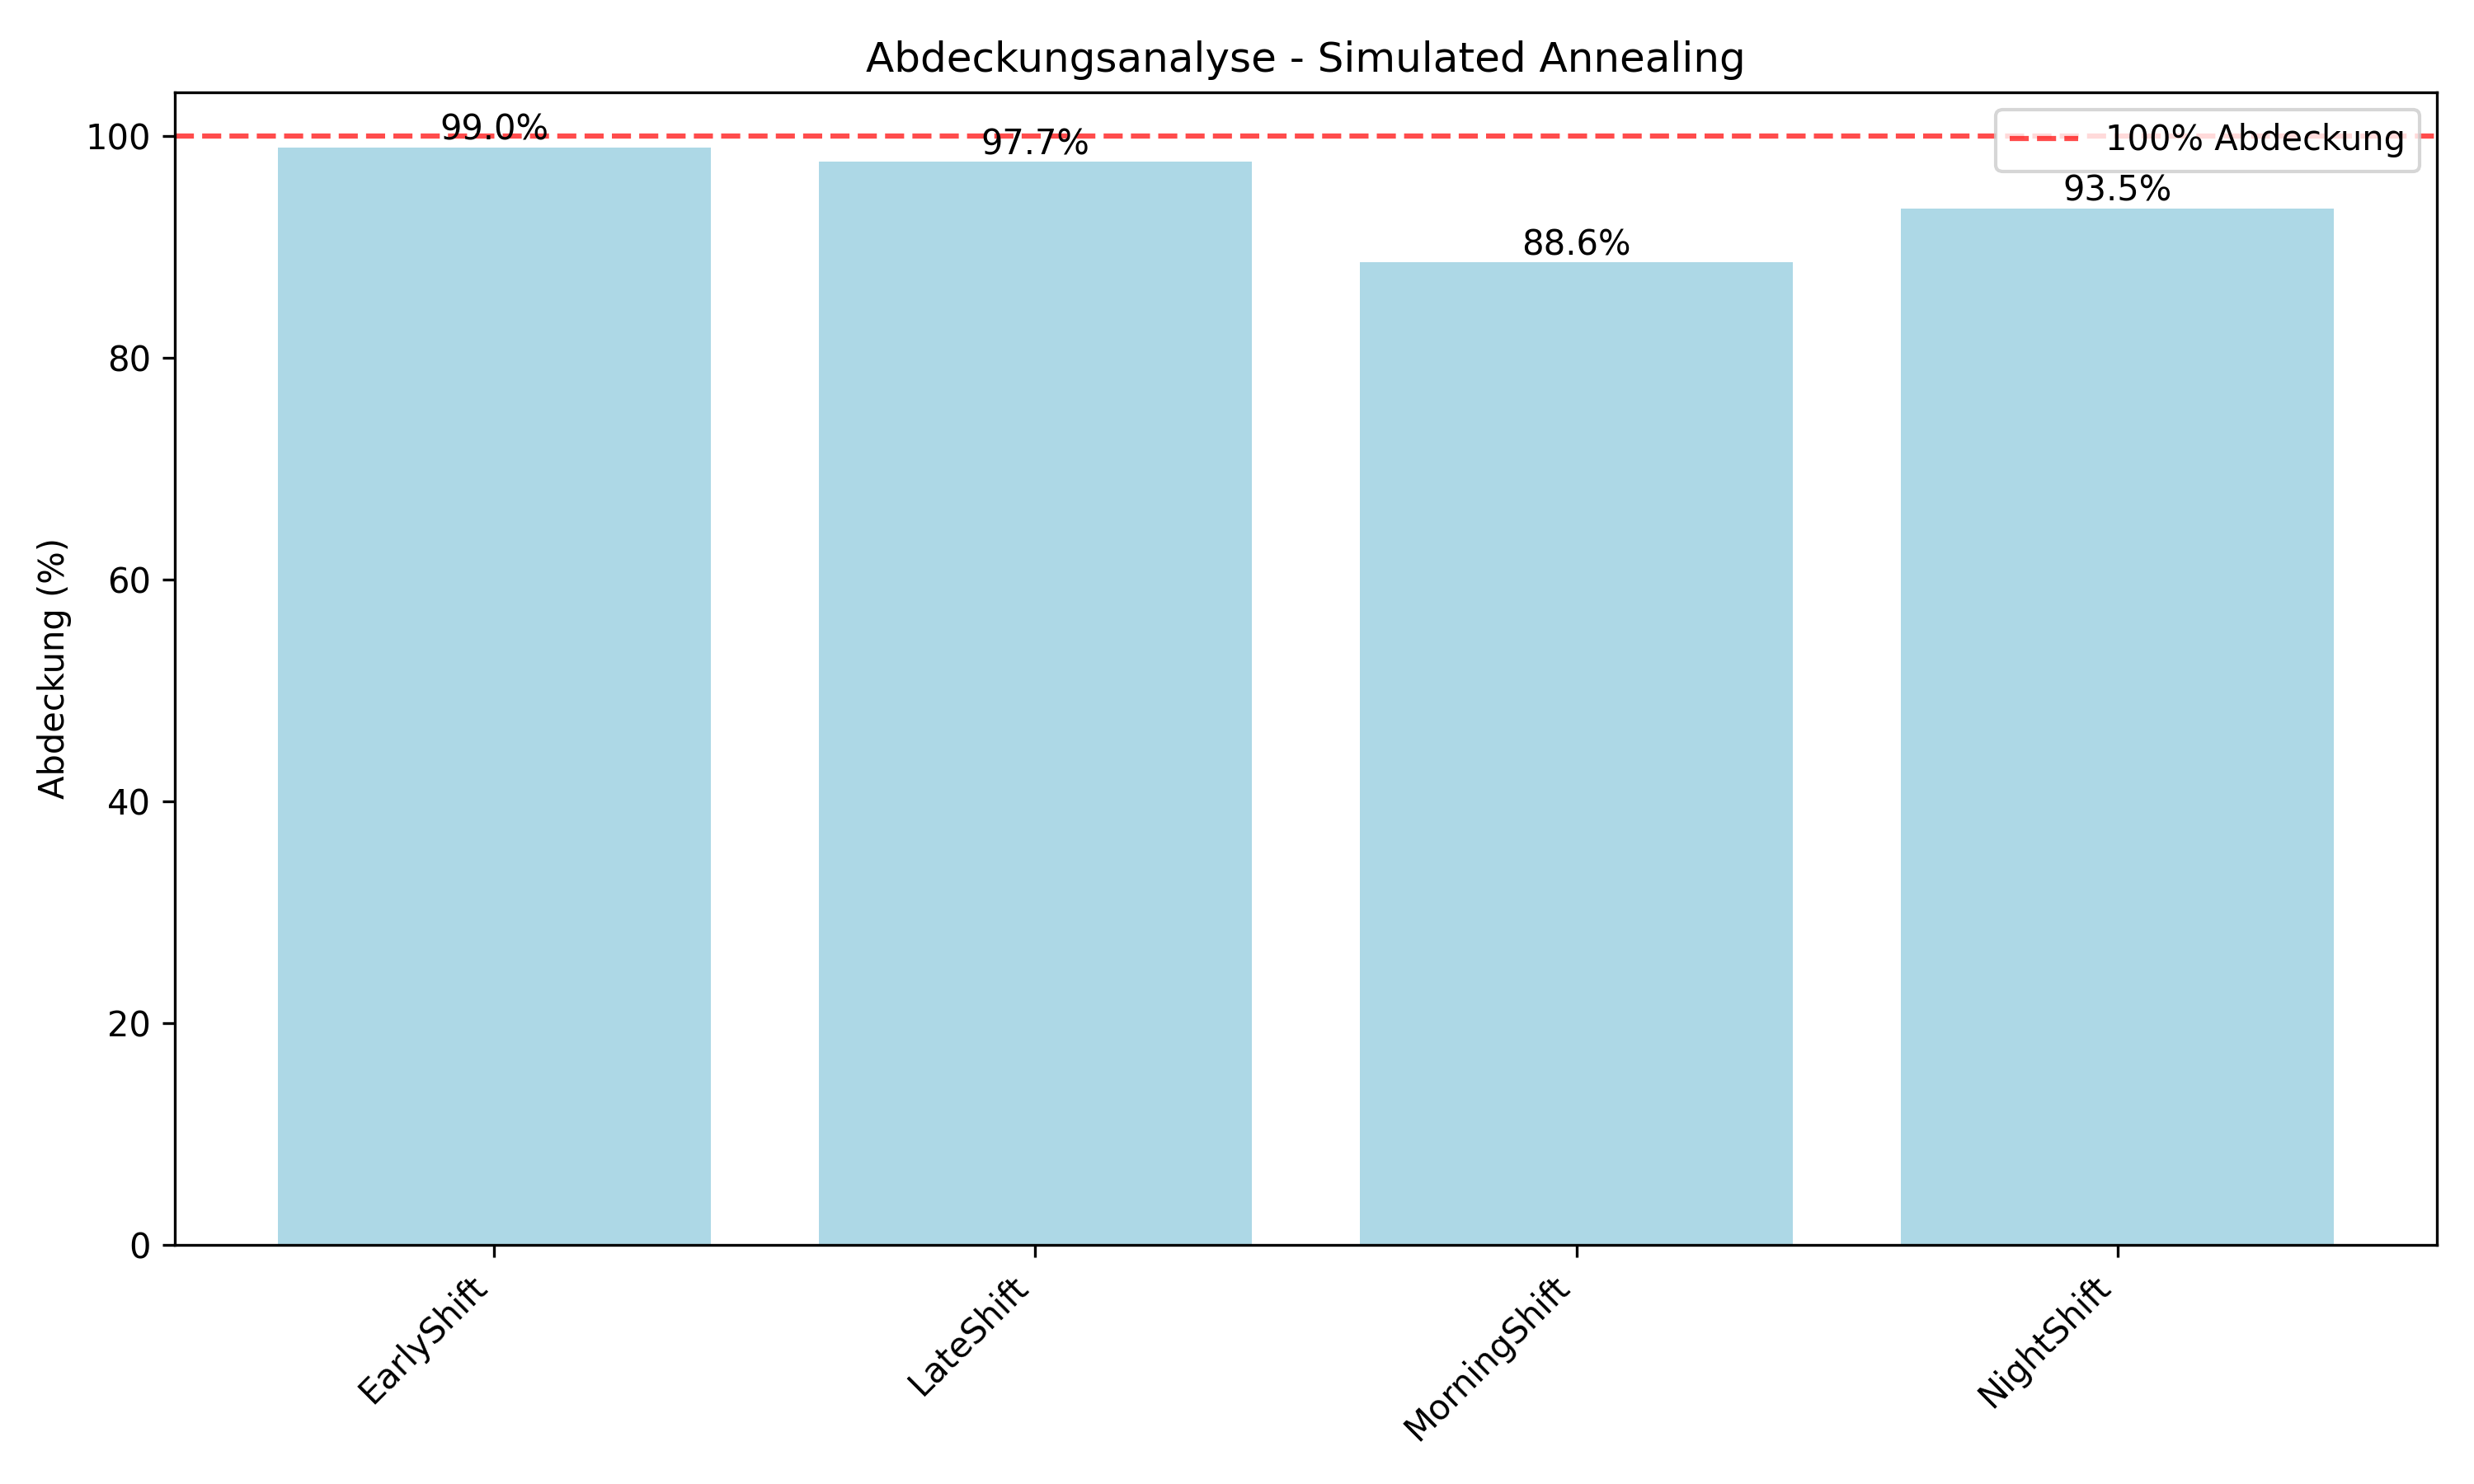 Abdeckungsanalyse - Simulated Annealing
Abdeckung (%)
100
80
60
40
20
0
99.0%
97.7%
88.6%
93.5%
100% Abdeckung
EarlyShift
LateShift
MorningShift
NightShift